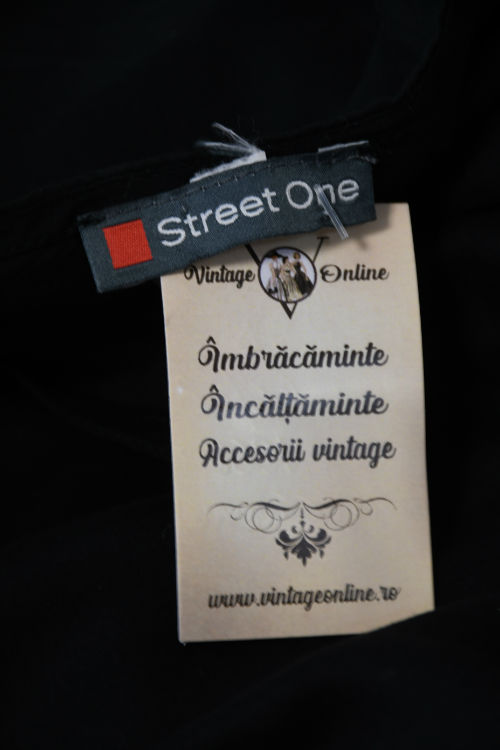 Street One
Vintage Online
Îmbrăcăminte
Încălțăminte
Accesorii vintage
www.vintageonline.ro